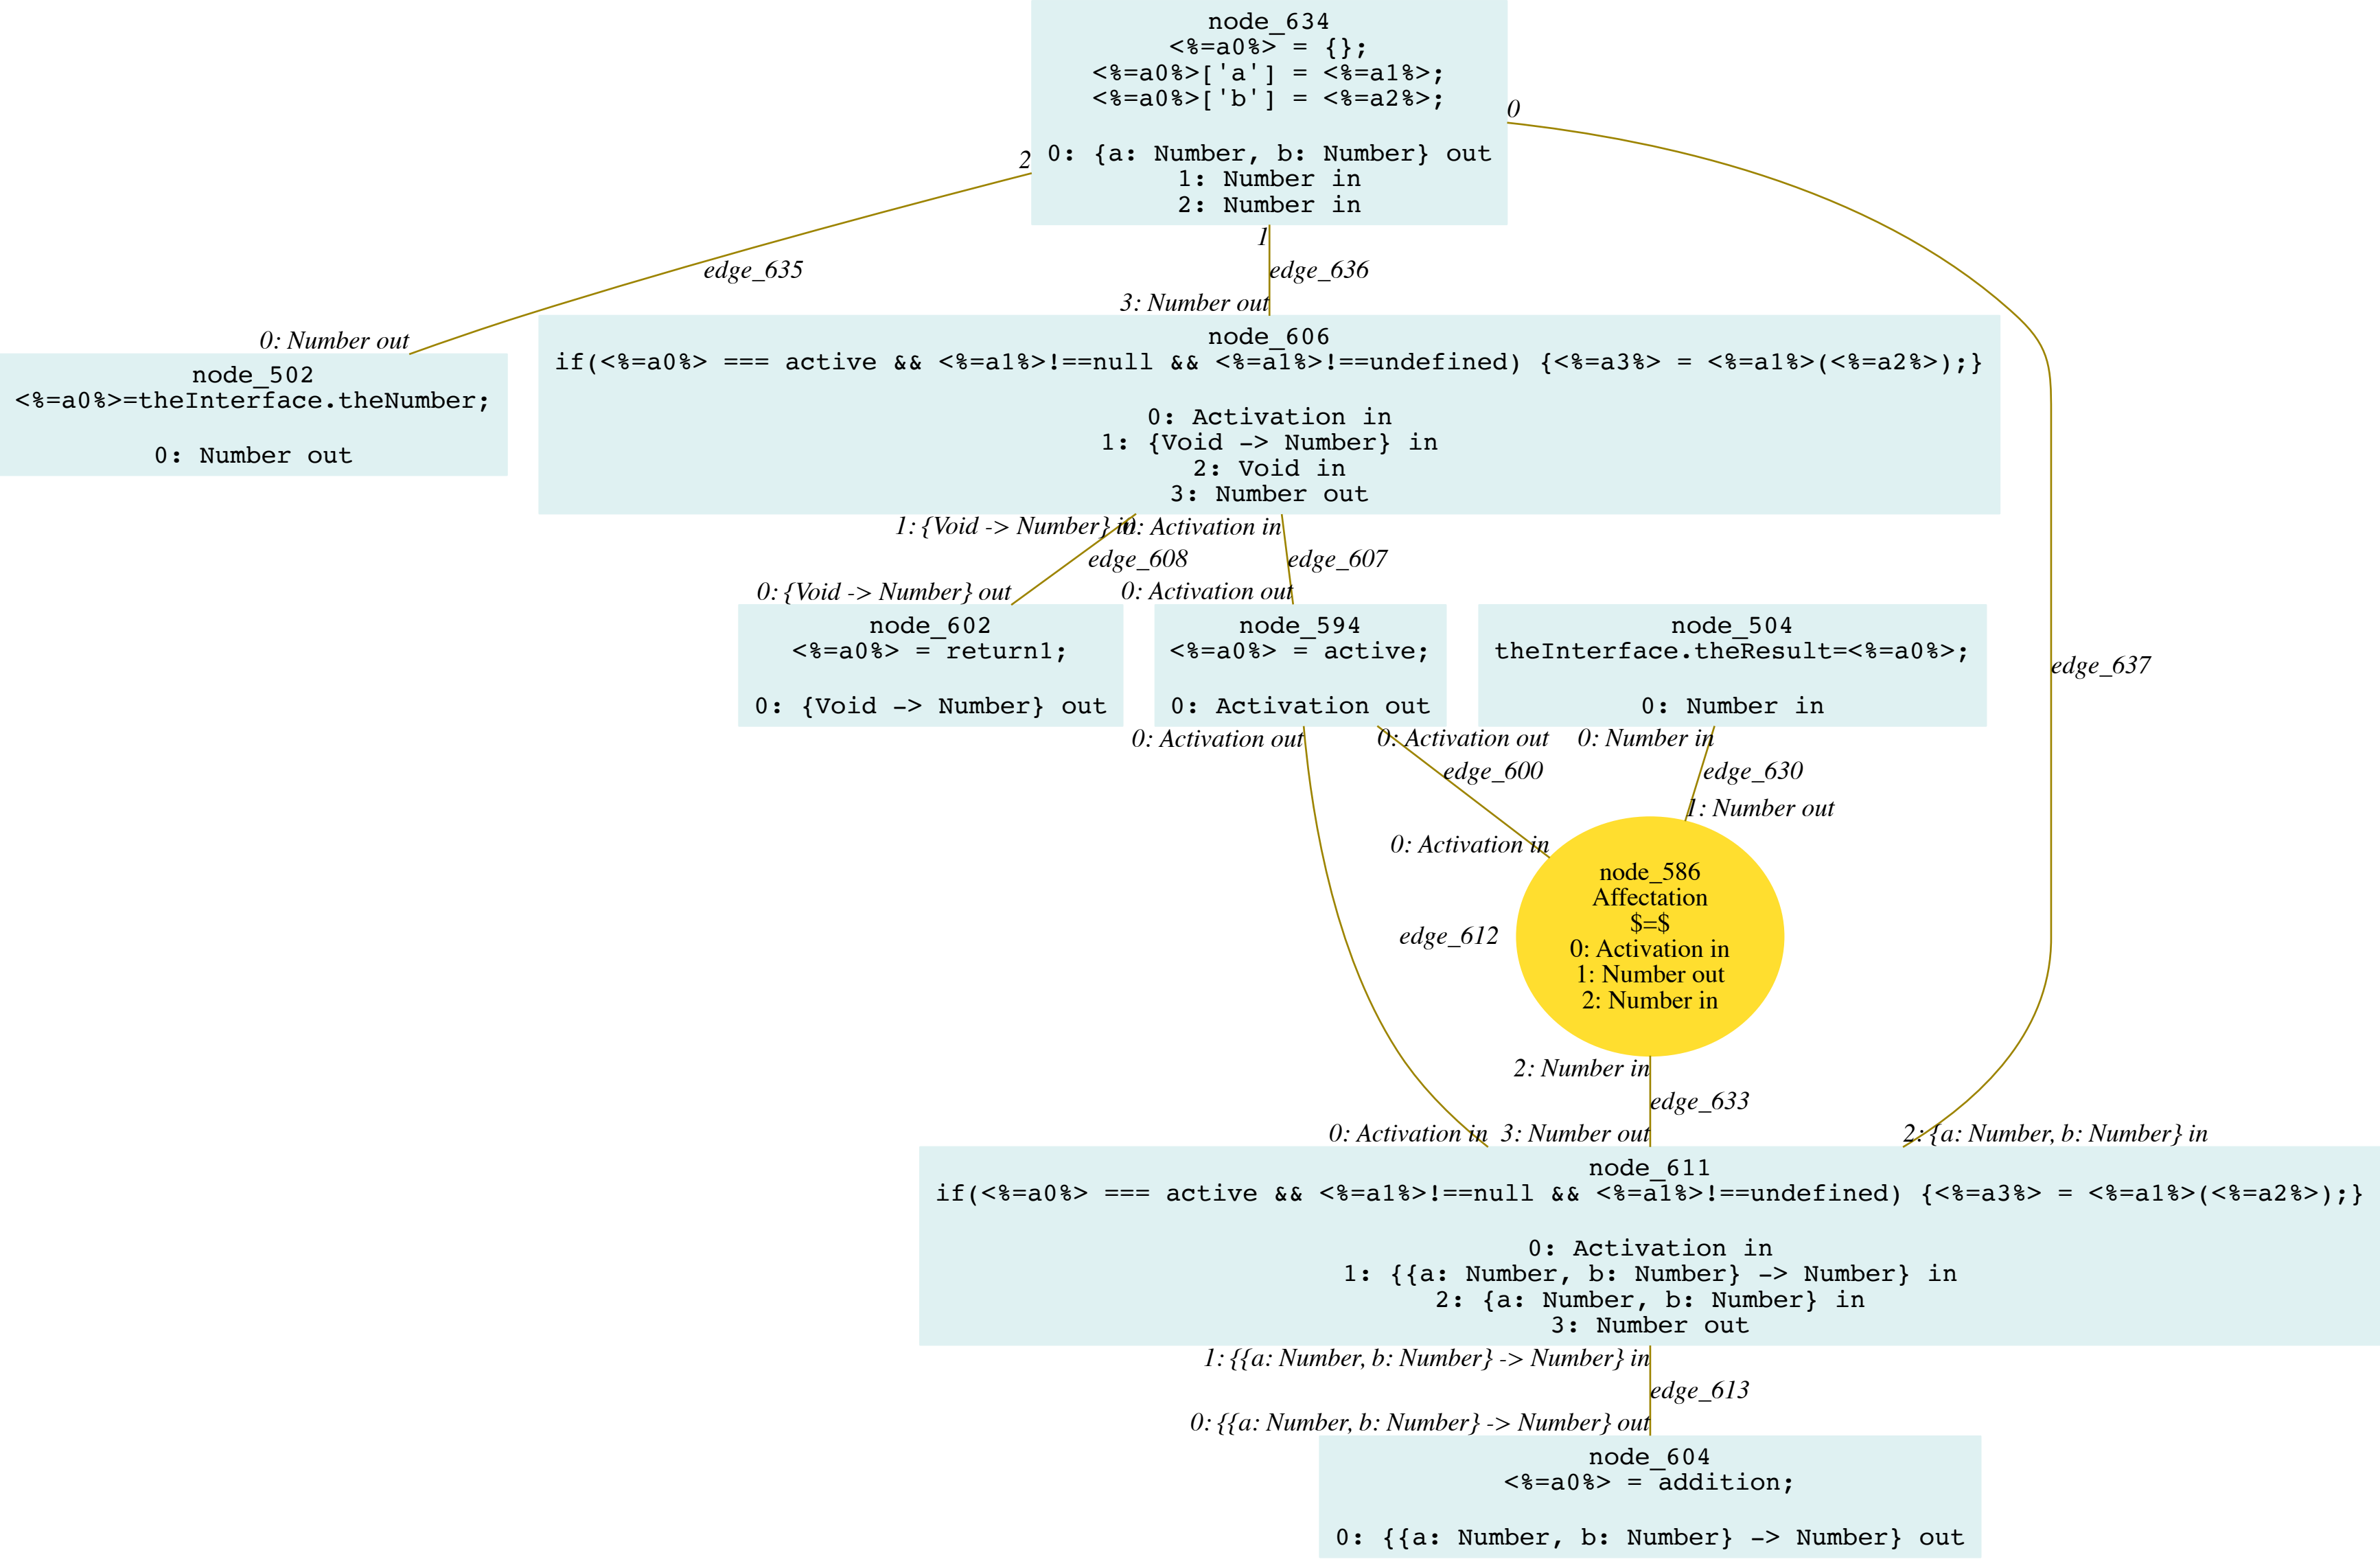 node_634
<%=a0%> = {};
<%=a0%>['a'] = <%=a1%>;
<%=a0%>['b'] = <%=a2%>;
0: {a: Number, b: Number} out
1: Number in
2: Number in
0
2
1
edge_635
edge_636
0: Number out
3: Number out
node_502
<%=a0%>=theInterface.theNumber;
0: Number out
node_606
if(<%=a0%> === active && <%=a1%>!==null && <%=a1%>!==undefined) {<%=a3%> = <%=a1%>(<%=a2%>);}
0: Activation in
1: {Void -> Number} in
2: Void in
3: Number out
1: {Void -> Number} in
0: Activation in
edge_608
edge_607
0: {Void -> Number} out
0: Activation out
node_602
<%=a0%> = return1;
0: {Void -> Number} out
node_594
<%=a0%> = active;
0: Activation out
node_504
theInterface.theResult=<%=a0%>;
0: Number in
edge_637
0: Activation out
0: Activation out
0: Number in
edge_600
edge_630
1: Number out
0: Activation in
node_586
Affectation
$=$
0: Activation in
1: Number out
2: Number in
edge_612
2: Number in
edge_633
0: Activation in
3: Number out
2: {a: Number, b: Number} in
node_611
if(<%=a0%> === active && <%=a1%>!==null && <%=a1%>!==undefined) {<%=a3%> = <%=a1%>(<%=a2%>);}
0: Activation in
1: {{a: Number, b: Number} -> Number} in
2: {a: Number, b: Number} in
3: Number out
1: {{a: Number, b: Number} -> Number} in
edge_613
0: {{a: Number, b: Number} -> Number} out
node_604
<%=a0%> = addition;
0: {{a: Number, b: Number} -> Number} out